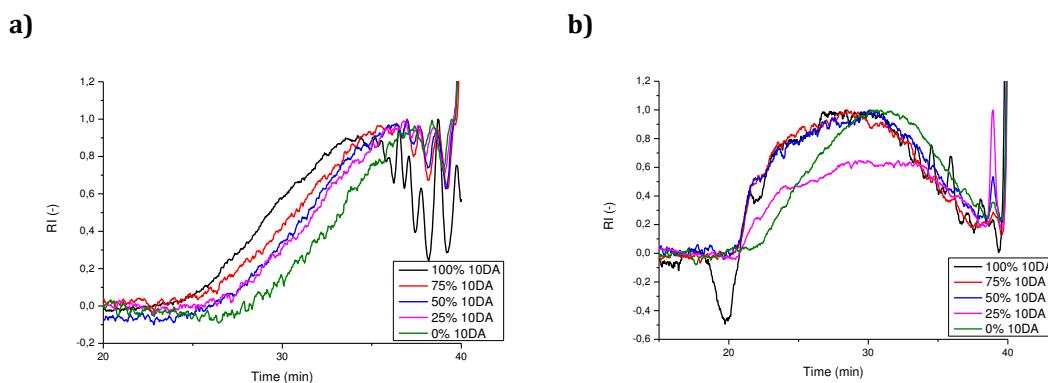 a)
RI (-)
1,2
1,0
0,8
0,6
0,4
0,2
0,0
-0,2
20
30
40
Time (min)
100% 10DA
75% 10DA
50% 10DA
25% 10DA
0% 10DA
b)
RI (-)
1,2
1,0
0,8
0,6
0,4
0,2
0,0
-0,2
-0,4
-0,6
20
30
40
Time (min)
100% 10DA
75% 10DA
50% 10DA
25% 10DA
0% 10DA